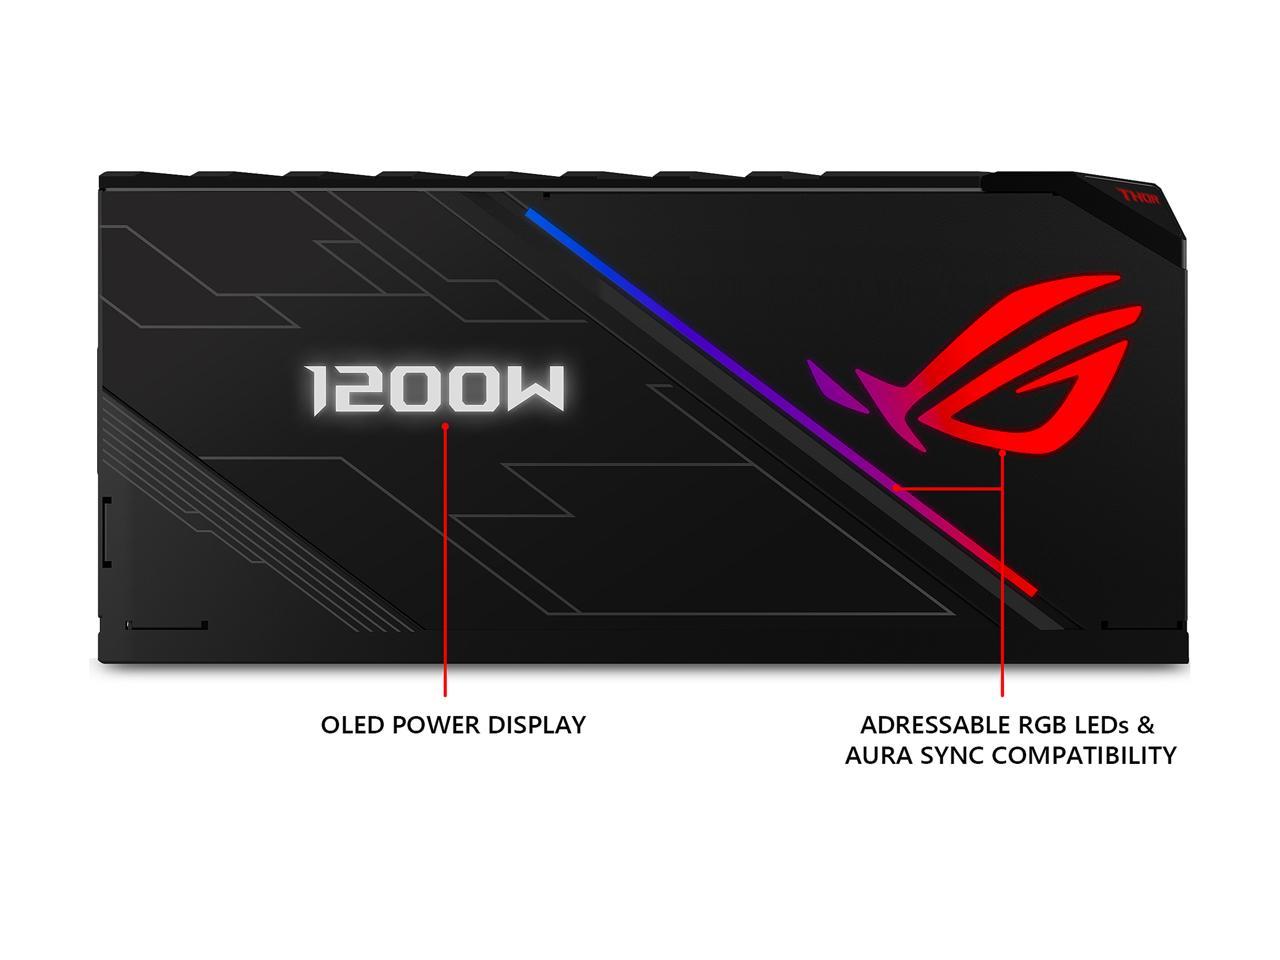 THOR
1200W
OLED POWER DISPLAY
ADRESSABLE RGB LEDs &
AURA SYNC COMPATIBILITY